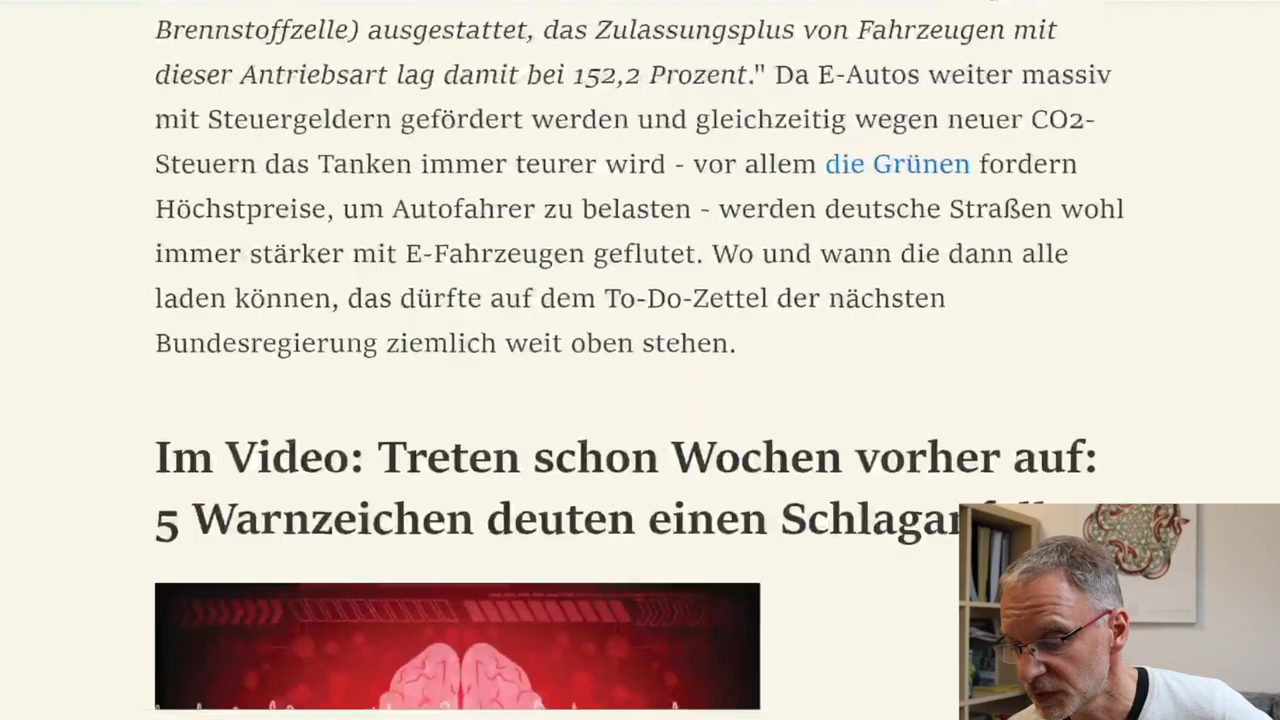 Brennstoffzelle) ausgestattet, das Zulassungsplus von Fahrzeugen mit
dieser Antriebsart lag damit bei 152,2 Prozent." Da E-Autos weiter massiv
mit Steuergeldern gefördert werden und gleichzeitig wegen neuer CO2-
Steuern das Tanken immer teurer wird - vor allem die Grünen fordern
Höchstpreise, um Autofahrer zu belasten - werden deutsche Straßen wohl
immer stärker mit E-Fahrzeugen geflutet. Wo und wann die dann alle
laden können, das dürfte auf dem To-Do-Zettel der nächsten
Bundesregierung ziemlich weit oben stehen.
Im Video: Treten schon Wochen vorher auf:
5 Warnzeichen deuten einen